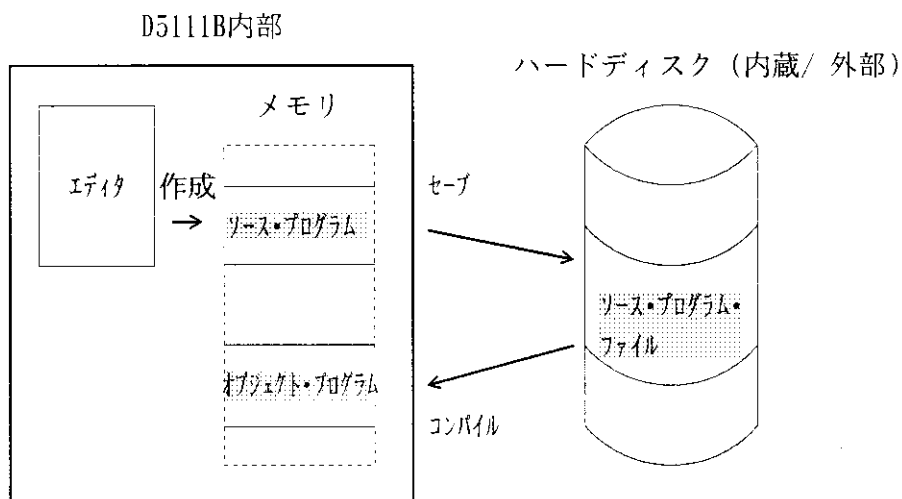 D5111B内部
ハードディスク(内蔵/ 外部)
メモリ
エディタ
作成
ソース・プログラム
セーブ
ソース・プログラム・
ファイル
オブジェクト・プログラム
コンパイル